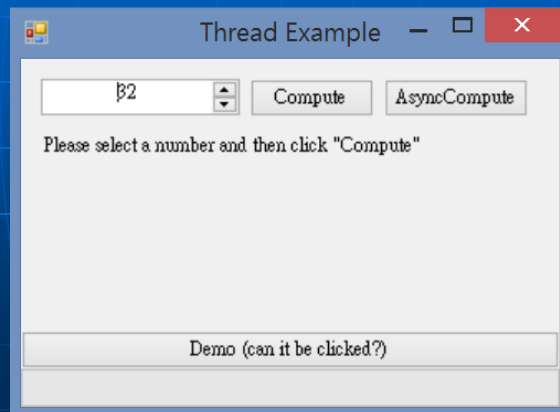 Thread Example
32
Compute
AsyncCompute
Please select a number and then click "Compute"
Demo (can it be clicked?)